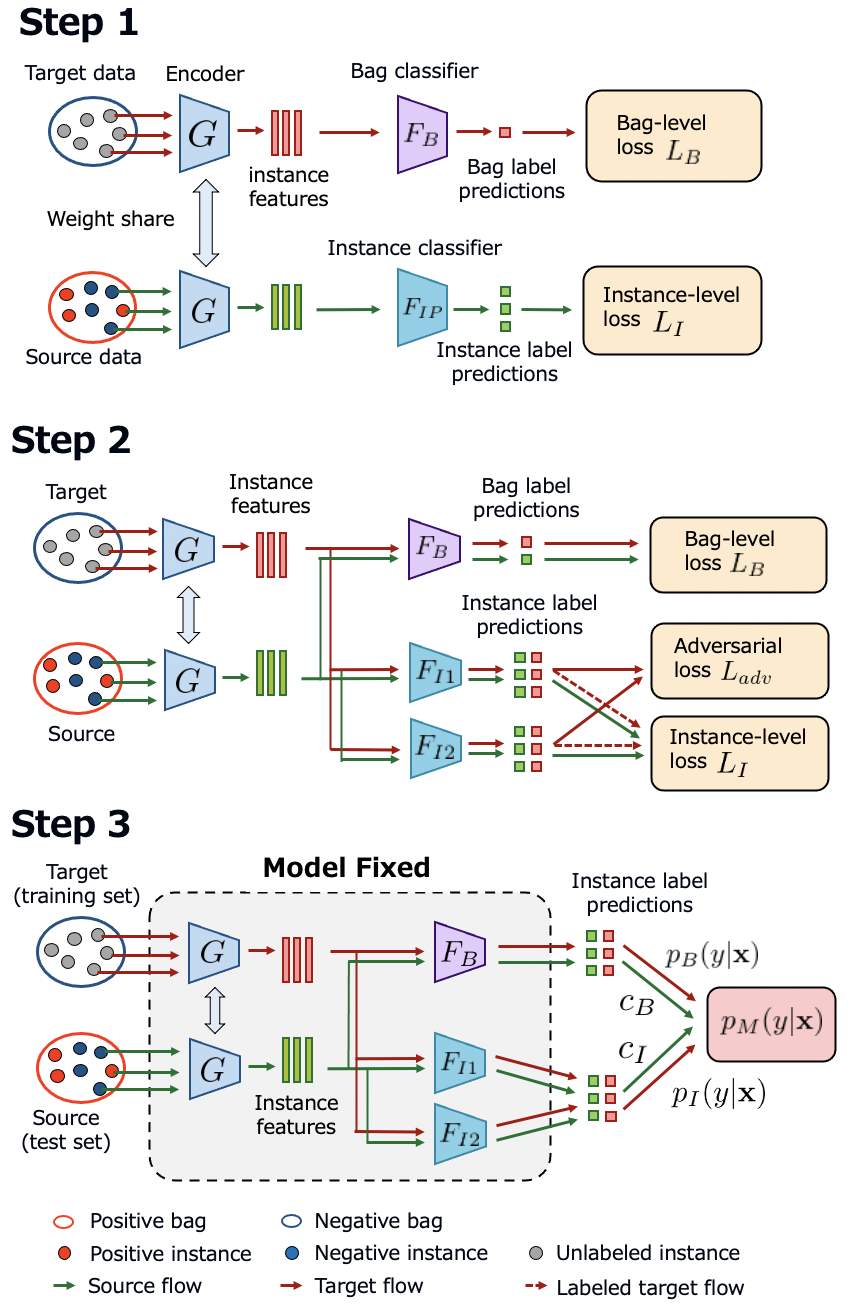 Step 1
Target data
Encoder
Bag classifier
G
F_B
Bag-level
loss L_B
instance
features
Bag label
predictions
Weight share
Instance classifier
G
F_{IP}
Instance-level
loss L_I
Source data
Instance label
predictions
Step 2
Target
Instance
features
Bag label
predictions
G
F_B
Bag-level
loss L_B
Instance label
predictions
G
F_{I1}
Adversarial
loss L_{adv}
Source
F_{I2}
Instance-level
loss L_I
Step 3
Target
(training set)
Model Fixed
Instance label
predictions
G
F_B
p_B(y|x)
c_B
p_M(y|x)
c_I
G
F_{I1}
p_I(y|x)
Source
(test set)
Instance
features
F_{I2}
Positive bag
Negative bag
Positive instance
Negative instance
Unlabeled instance
Source flow
Target flow
Labeled target flow